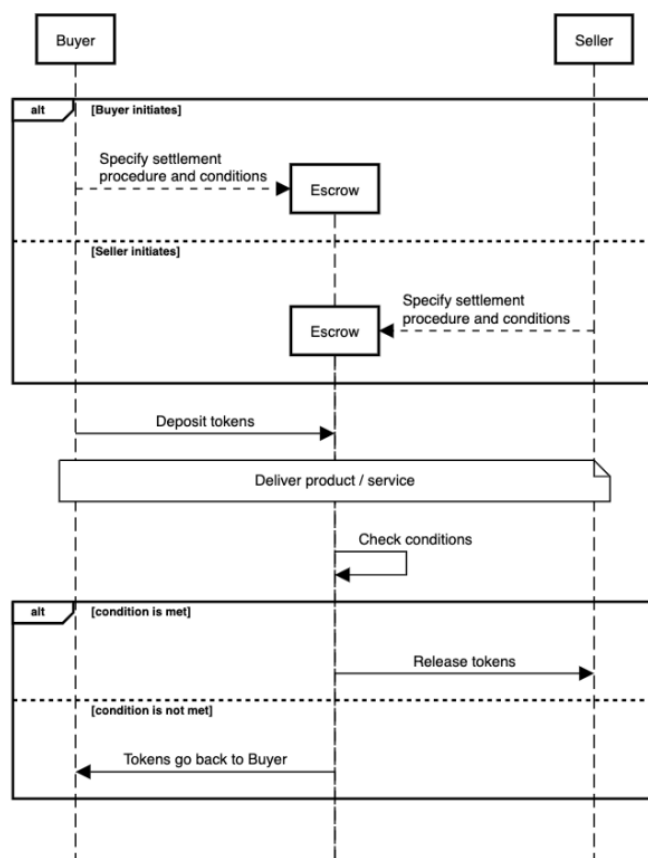 Buyer
Seller
alt
[Buyer initiates]
Specify settlement
procedure and conditions
Escrow
[Seller initiates]
Specify settlement
procedure and conditions
Escrow
Deposit tokens
Deliver product / service
Check conditions
alt
[condition is met]
Release tokens
[condition is not met]
Tokens go back to Buyer